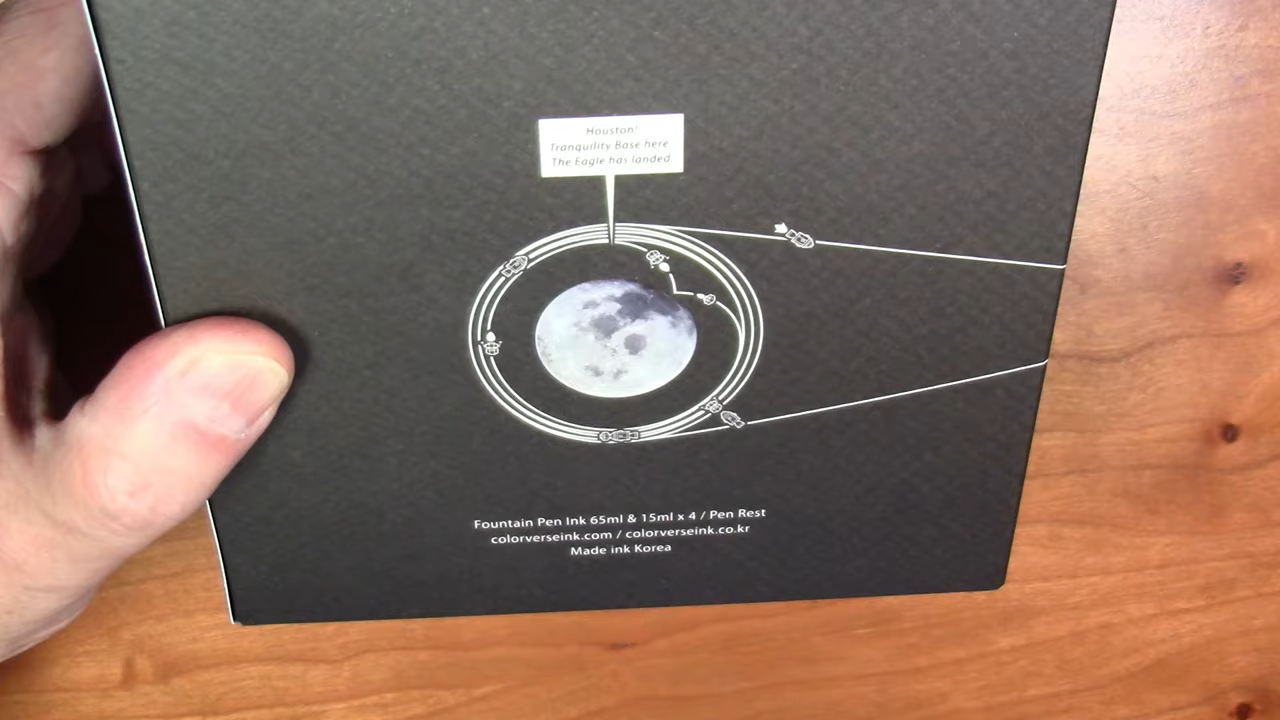 Houston!
Tranquility Base here
The Eagle has landed
Fountain Pen Ink 65ml & 15ml x 4 / Pen Rest
colorverseink.com / colorverseink.co.kr
Made ink Korea